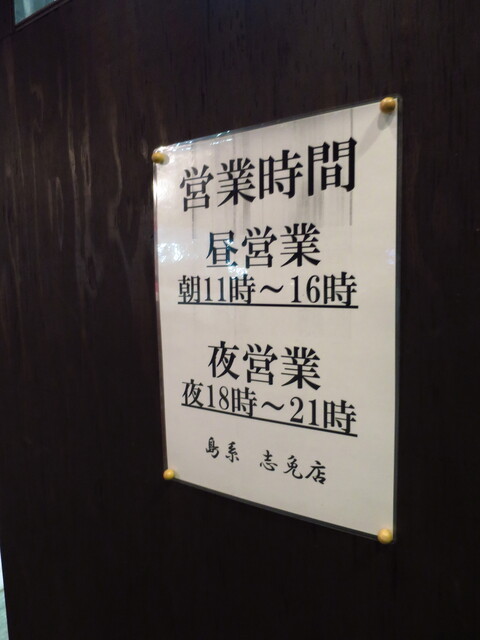 営業時間
昼営業
朝11時～16時
夜営業
夜18時～21時
島系 志免店